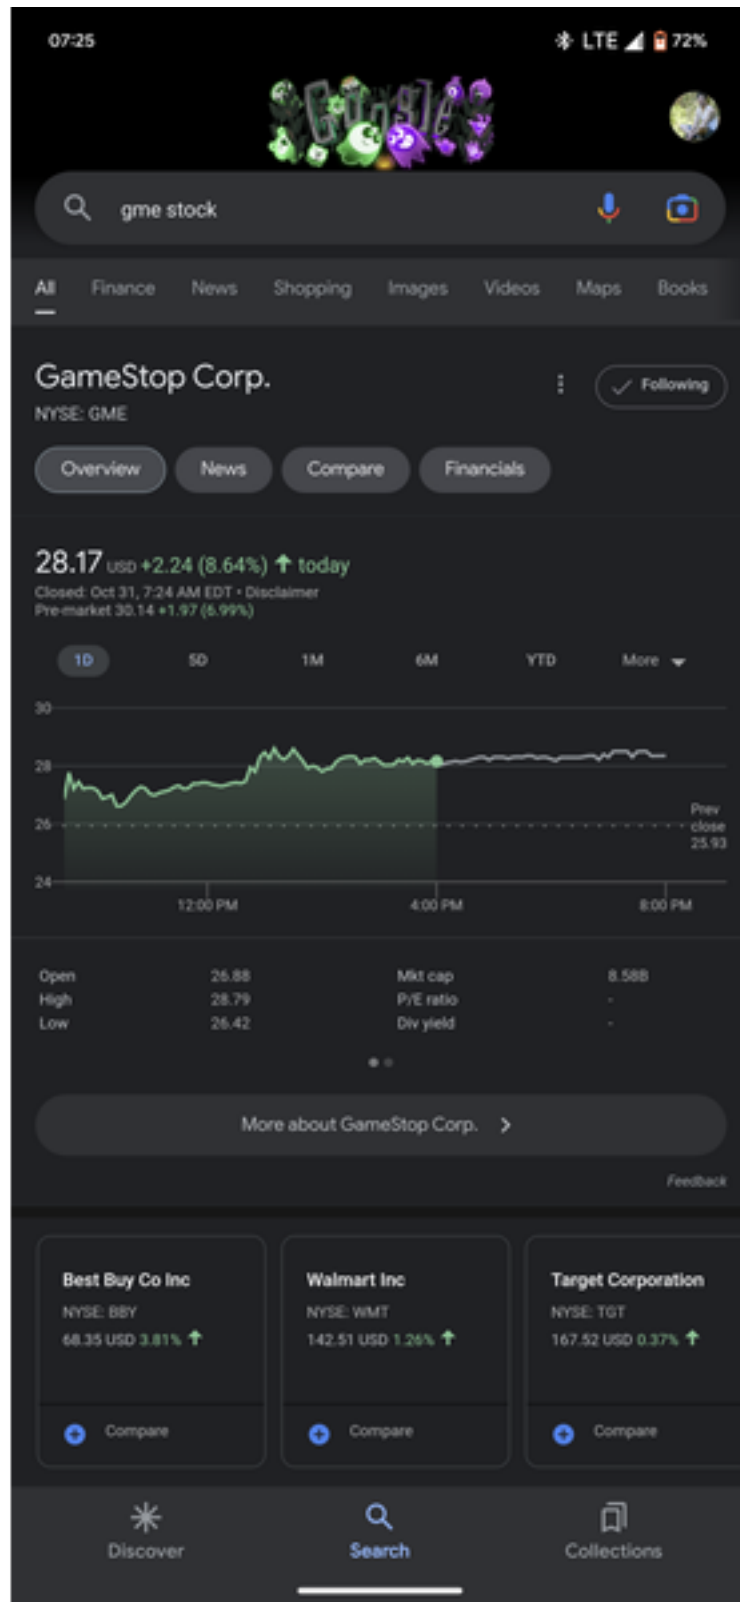 07:25 LTE 72%
Google
gme stock
All Finance News Shopping Images Videos Maps Books
GameStop Corp.
Following
NYSE: GME
Overview News Compare Financials
28.17 USD +2.24 (8.64%) ↑ today
Closed: Oct 31, 7:24 AM EDT • Disclaimer
Pre-market 30.14 +1.97 (6.99%)
1D 5D 1M 6M YTD More
30
28
26
24
Prev
close
25.93
12:00 PM 4:00 PM 8:00 PM
Open 26.88 Mkt cap 8.58B
High 28.79 P/E ratio -
Low 26.42 Div yield -
More about GameStop Corp. >
Feedback
Best Buy Co Inc
NYSE: BBY
68.35 USD 3.81% ↑
Compare
Walmart Inc
NYSE: WMT
142.51 USD 1.26% ↑
Compare
Target Corporation
NYSE: TGT
167.52 USD 0.37% ↑
Compare
Discover Search Collections